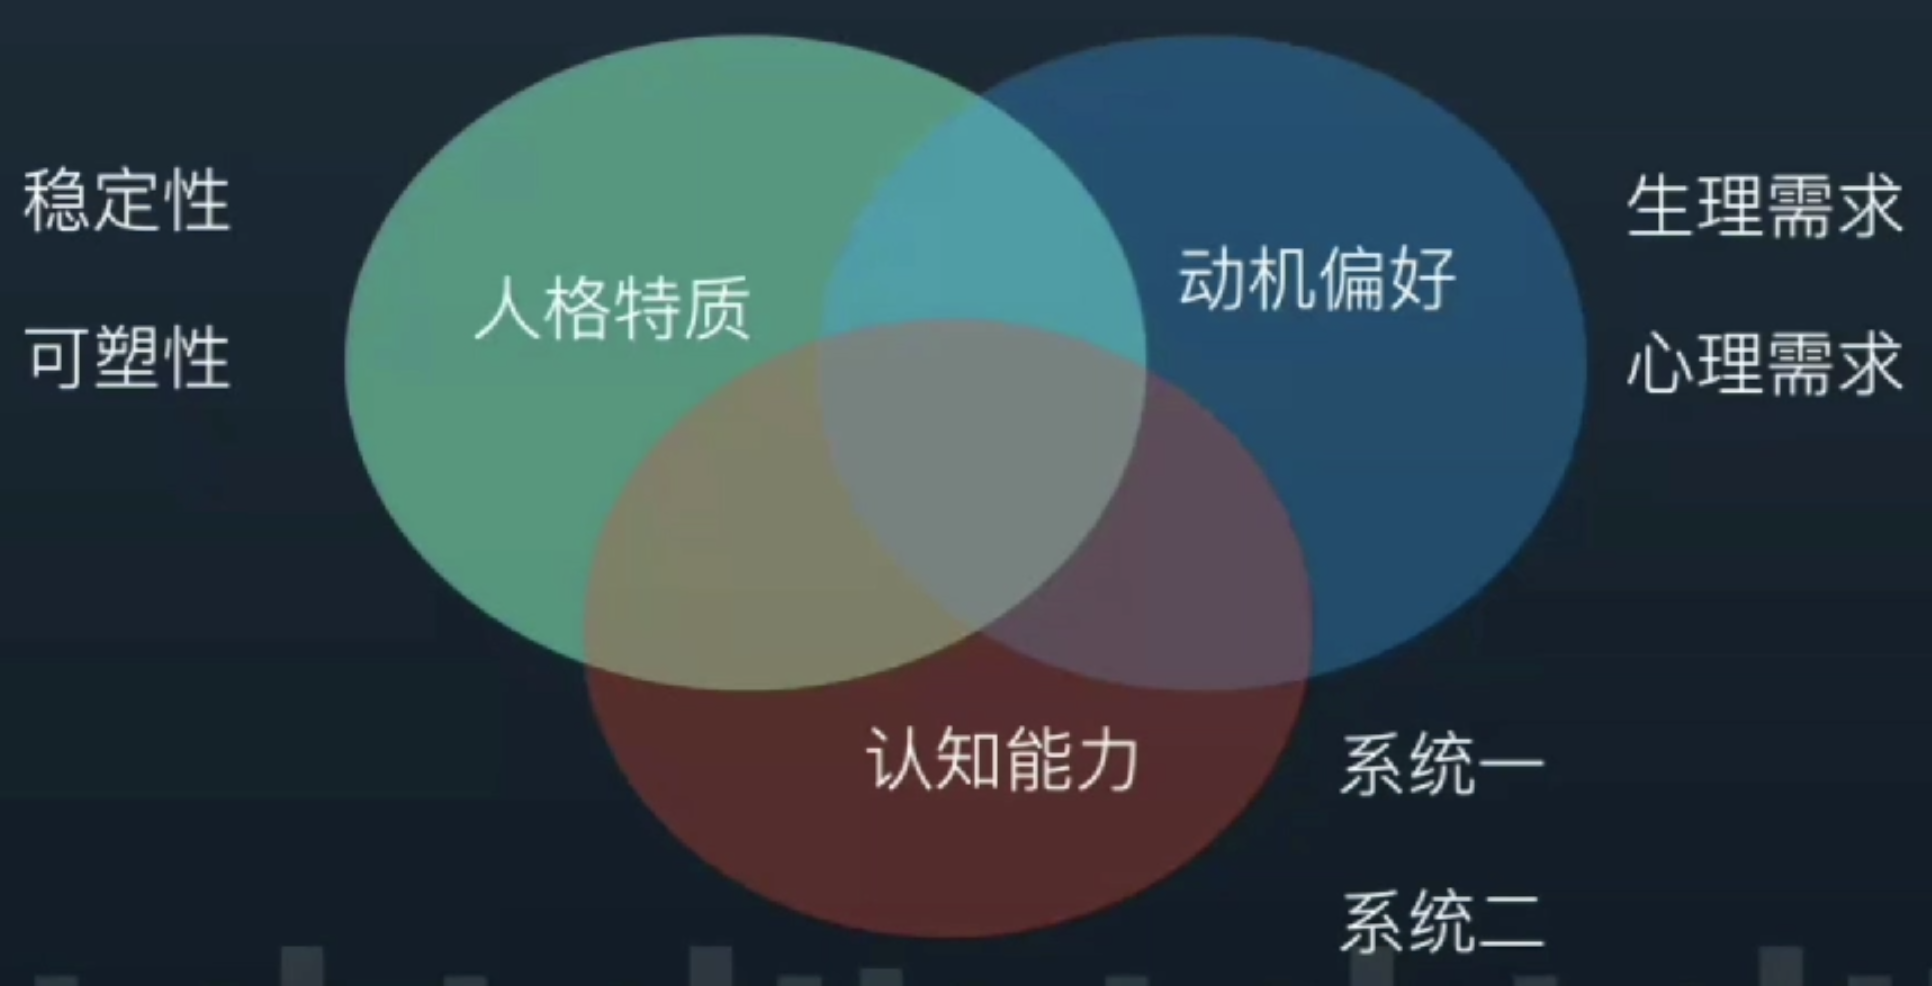 稳定性
可塑性
人格特质
动机偏好
生理需求
心理需求
认知能力
系统一
系统二